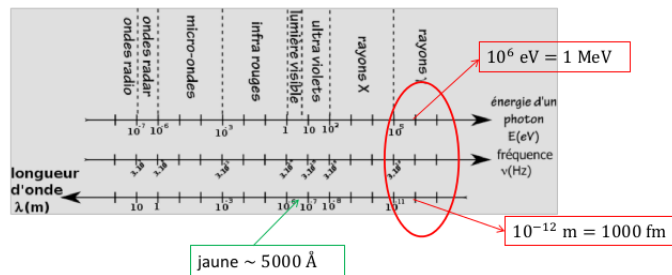 ondes radio
ondes radar
micro-ondes
infra rouges
lumière visible
ultra violets
rayons X
rayons γ
10⁶ eV = 1 MeV
énergie d'un
photon
E(eV)
10⁻⁷ 10⁻⁶ 10³ 1 10 10² 10⁵
fréquence
ν(Hz)
longueur
d'onde
λ(m)
10 1 10⁻³ 10⁻⁶ 10⁻⁷ 10⁻⁸ 10⁻¹¹
10⁻¹² m = 1000 fm
jaune ~ 5000 Å